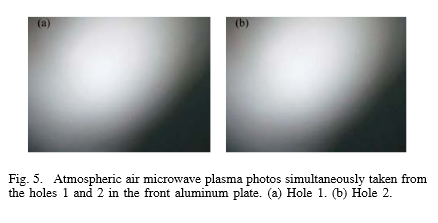 (a) (b)
Fig. 5. Atmospheric air microwave plasma photos simultaneously taken from
the holes 1 and 2 in the front aluminum plate. (a) Hole 1. (b) Hole 2.